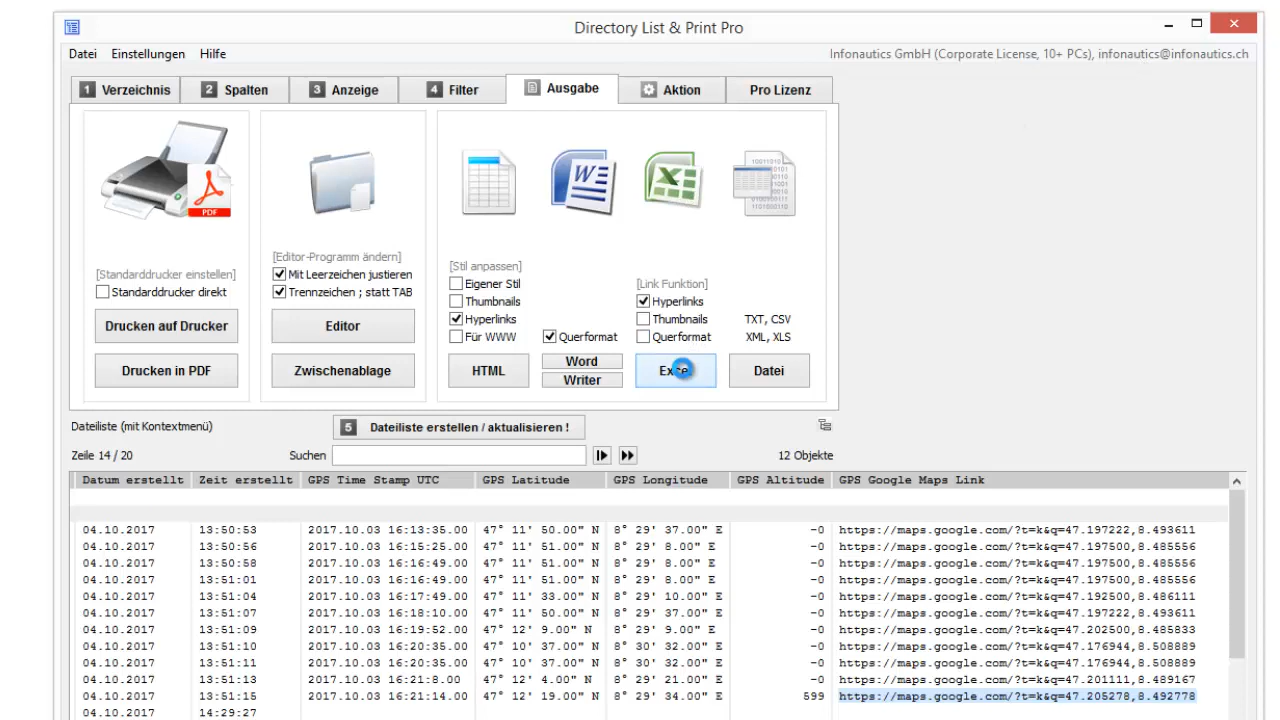 Directory List & Print Pro
Datei Einstellungen Hilfe Infonautics GmbH (Corporate License, 10+ PCs), infonautics@infonautics.ch
1 Verzeichnis 2 Spalten 3 Anzeige 4 Filter Ausgabe Aktion Pro Lizenz
PDF
[Standarddrucker einstellen]
Standarddrucker direkt
Drucken auf Drucker
Drucken in PDF
[Editor-Programm ändern]
Mit Leerzeichen justieren
Trennzeichen ; statt TAB
Editor
Zwischenablage
[Stil anpassen]
Eigener Stil
Thumbnails
Hyperlinks
Für WWW
HTML
Querformat
Word
Writer
[Link Funktion]
Hyperlinks
Thumbnails
Querformat
TXT, CSV
XML, XLS
Datei
Dateiliste (mit Kontextmenü) 5 Dateiliste erstellen / aktualisieren !
Zeile 14 / 20 Suchen 12 Objekte
Datum erstellt Zeit erstellt GPS Time Stamp UTC GPS Latitude GPS Longitude GPS Altitude GPS Google Maps Link
04.10.2017 13:50:53 2017.10.03 16:13:35.00 47° 11' 50.00" N 8° 29' 37.00" E -0 https://maps.google.com/?t=k&q=47.197222,8.493611
04.10.2017 13:50:56 2017.10.03 16:15:25.00 47° 11' 51.00" N 8° 29' 8.00" E -0 https://maps.google.com/?t=k&q=47.197500,8.485556
04.10.2017 13:50:58 2017.10.03 16:16:49.00 47° 11' 51.00" N 8° 29' 8.00" E -0 https://maps.google.com/?t=k&q=47.197500,8.485556
04.10.2017 13:51:01 2017.10.03 16:16:49.00 47° 11' 51.00" N 8° 29' 8.00" E -0 https://maps.google.com/?t=k&q=47.197500,8.485556
04.10.2017 13:51:04 2017.10.03 16:17:49.00 47° 11' 33.00" N 8° 29' 10.00" E -0 https://maps.google.com/?t=k&q=47.192500,8.486111
04.10.2017 13:51:07 2017.10.03 16:18:10.00 47° 11' 50.00" N 8° 29' 37.00" E -0 https://maps.google.com/?t=k&q=47.197222,8.493611
04.10.2017 13:51:09 2017.10.03 16:19:52.00 47° 12' 9.00" N 8° 29' 9.00" E -0 https://maps.google.com/?t=k&q=47.202500,8.485833
04.10.2017 13:51:10 2017.10.03 16:20:35.00 47° 10' 37.00" N 8° 30' 32.00" E -0 https://maps.google.com/?t=k&q=47.176944,8.508889
04.10.2017 13:51:11 2017.10.03 16:20:35.00 47° 10' 37.00" N 8° 30' 32.00" E -0 https://maps.google.com/?t=k&q=47.176944,8.508889
04.10.2017 13:51:13 2017.10.03 16:21:8.00 47° 12' 4.00" N 8° 29' 21.00" E -0 https://maps.google.com/?t=k&q=47.201111,8.489167
04.10.2017 13:51:15 2017.10.03 16:21:14.00 47° 12' 19.00" N 8° 29' 34.00" E 599 https://maps.google.com/?t=k&q=47.205278,8.492778
04.10.2017 14:29:27